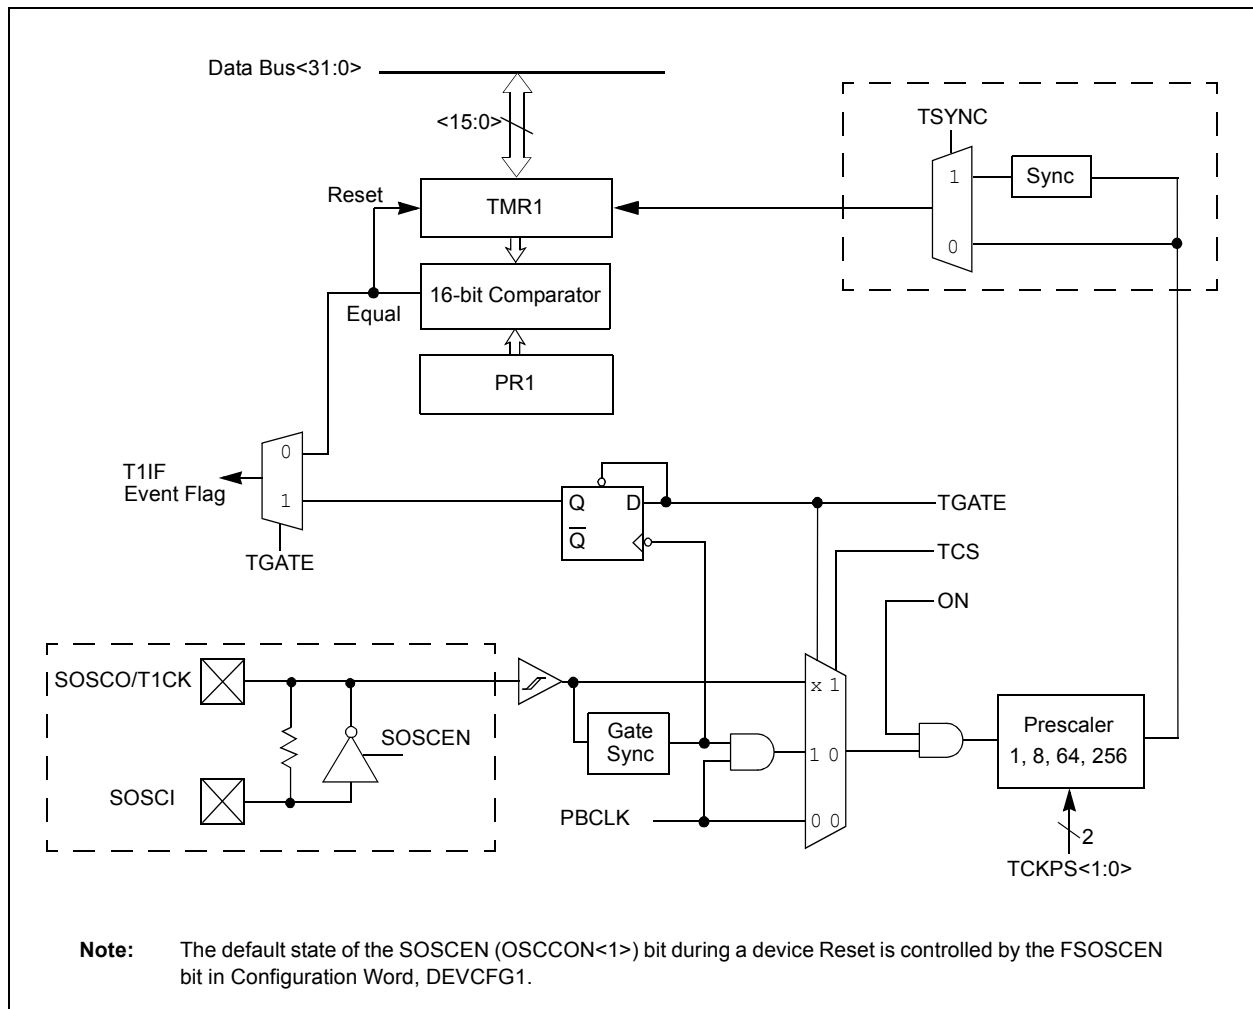 Data Bus<31:0>
<15:0>
TSYNC
1
Sync
0
Reset
TMR1
16-bit Comparator
Equal
PR1
0
T1IF
Event Flag
1
TGATE
Q
D
Q
TGATE
TCS
ON
SOSCO/T1CK
SOSCEN
SOSCI
Gate
Sync
PBCLK
x 1
1 0
0 0
Prescaler
1, 8, 64, 256
2
TCKPS<1:0>
Note: The default state of the SOSCEN (OSCCON<1>) bit during a device Reset is controlled by the FSOSCEN
bit in Configuration Word, DEVCFG1.